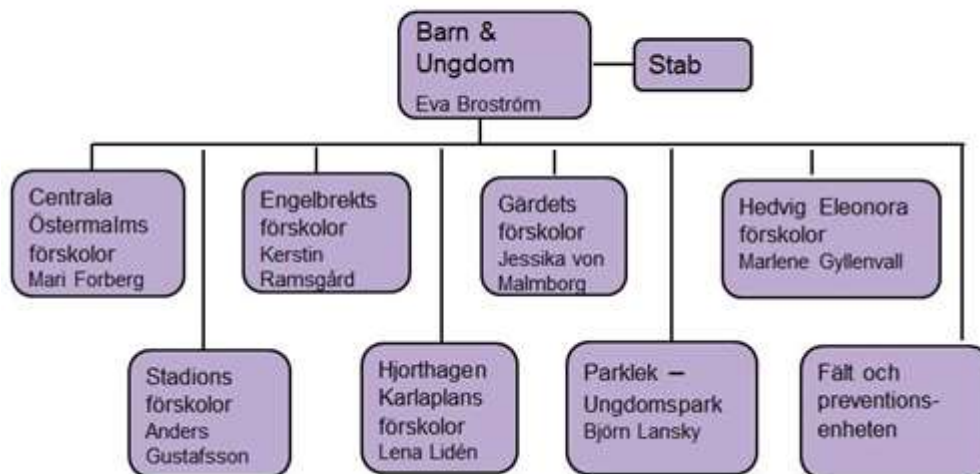 Barn &
Ungdom
Eva Broström
Stab
Centrala
Östermalms
förskolor
Mari Forberg
Engelbrekts
förskolor
Kerstin
Ramsgård
Gärdets
förskolor
Jessika von
Malmborg
Hedvig Eleonora
förskolor
Marlene Gyllenvall
Stadions
förskolor
Anders
Gustafsson
Hjorthagen
Karlaplans
förskolor
Lena Lidén
Parklek –
Ungdomspark
Björn Lansky
Fält och
preventions-
enheten